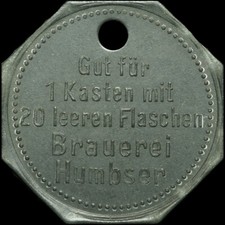 Gut für
1 Kasten mit
20 leeren Flaschen
Brauerei
Humbser